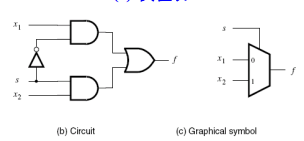 x1
s
x2
f
s
x1
0
x2
1
f
(b) Circuit
(c) Graphical symbol